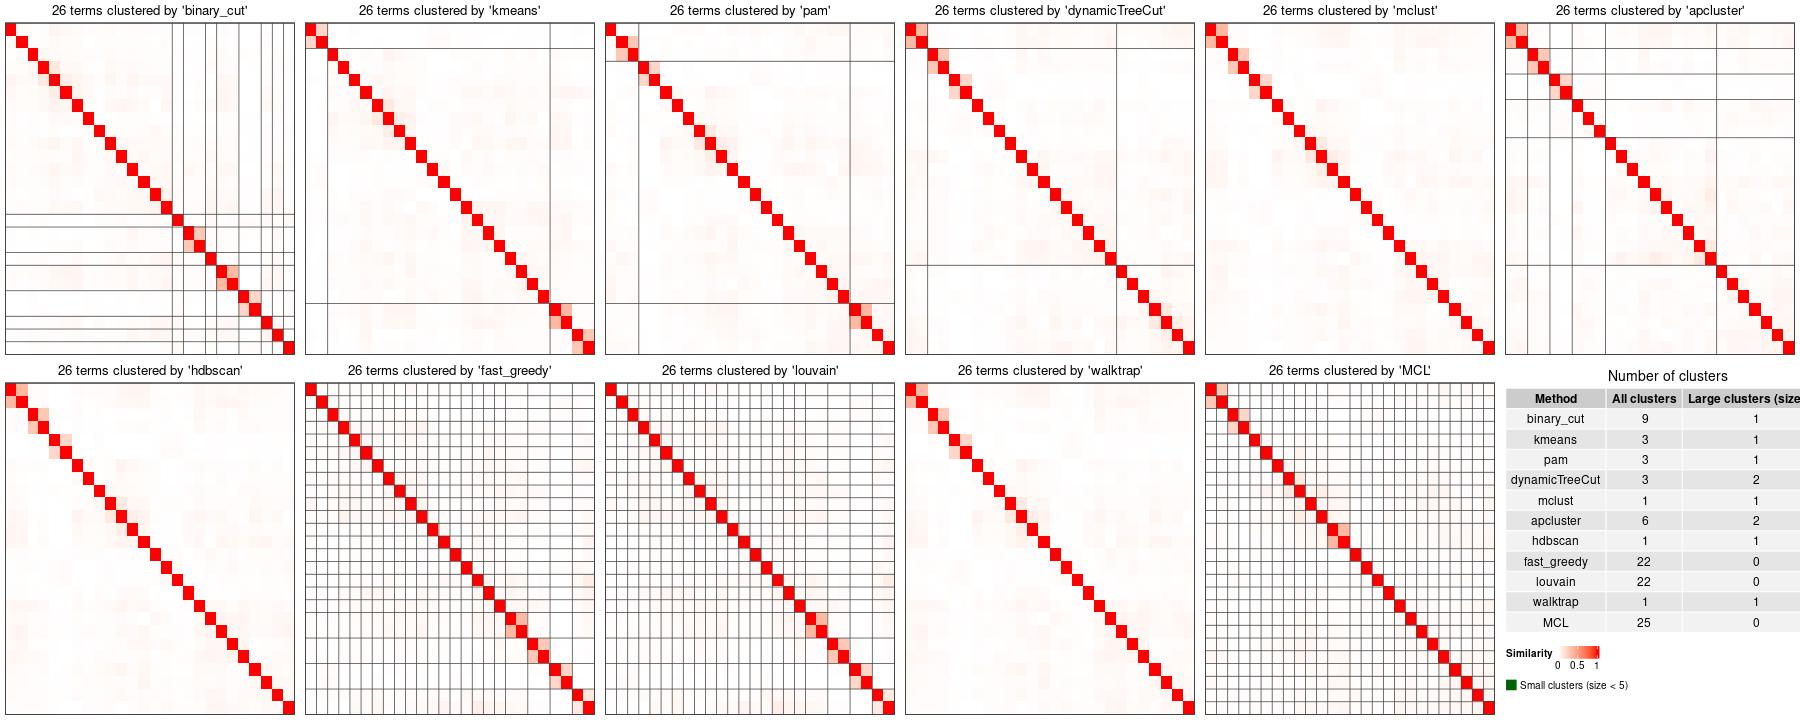 26 terms clustered by 'binary_cut'
26 terms clustered by 'kmeans'
26 terms clustered by 'pam'
26 terms clustered by 'dynamicTreeCut'
26 terms clustered by 'mclust'
26 terms clustered by 'apcluster'
26 terms clustered by 'hdbscan'
26 terms clustered by 'fast_greedy'
26 terms clustered by 'louvain'
26 terms clustered by 'walktrap'
26 terms clustered by 'MCL'
Number of clusters
Method All clusters Large clusters (size
binary_cut 9 1
kmeans 3 1
pam 3 1
dynamicTreeCut 3 2
mclust 1 1
apcluster 6 2
hdbscan 1 1
fast_greedy 22 0
louvain 22 0
walktrap 1 1
MCL 25 0
Similarity
0 0.5 1
Small clusters (size < 5)